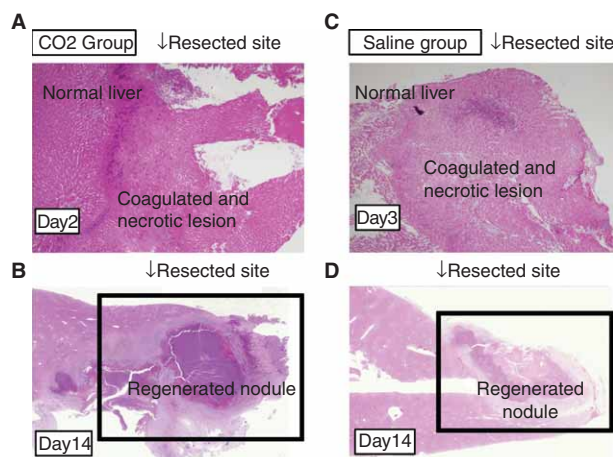 A
CO2 Group ↓Resected site
Normal liver
Coagulated and
necrotic lesion
Day2
B
↓Resected site
Regenerated nodule
Day14
C
Saline group ↓Resected site
Normal liver
Coagulated and
necrotic lesion
Day3
D
↓Resected site
Regenerated
nodule
Day14